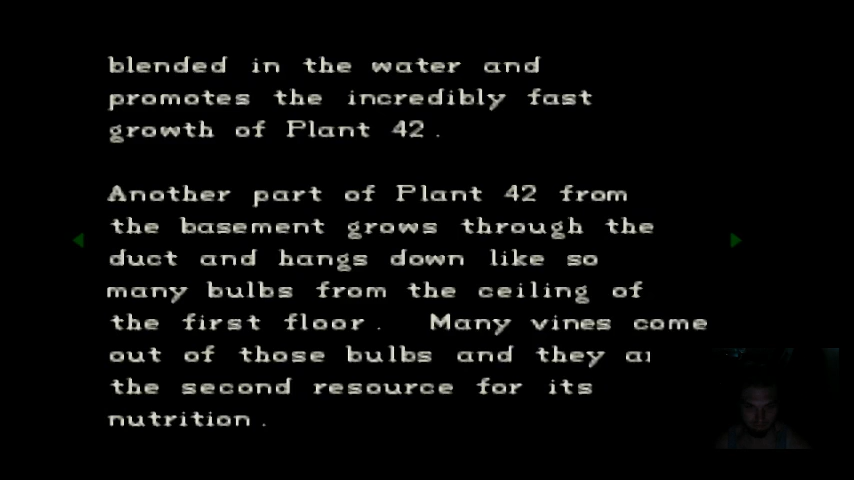 blended in the water and
promotes the incredibly fast
growth of Plant 42.
Another part of Plant 42 from
the basement grows through the
duct and hangs down like so
many bulbs from the ceiling of
the first floor. Many vines come
out of those bulbs and they
the second resource for its
nutrition.